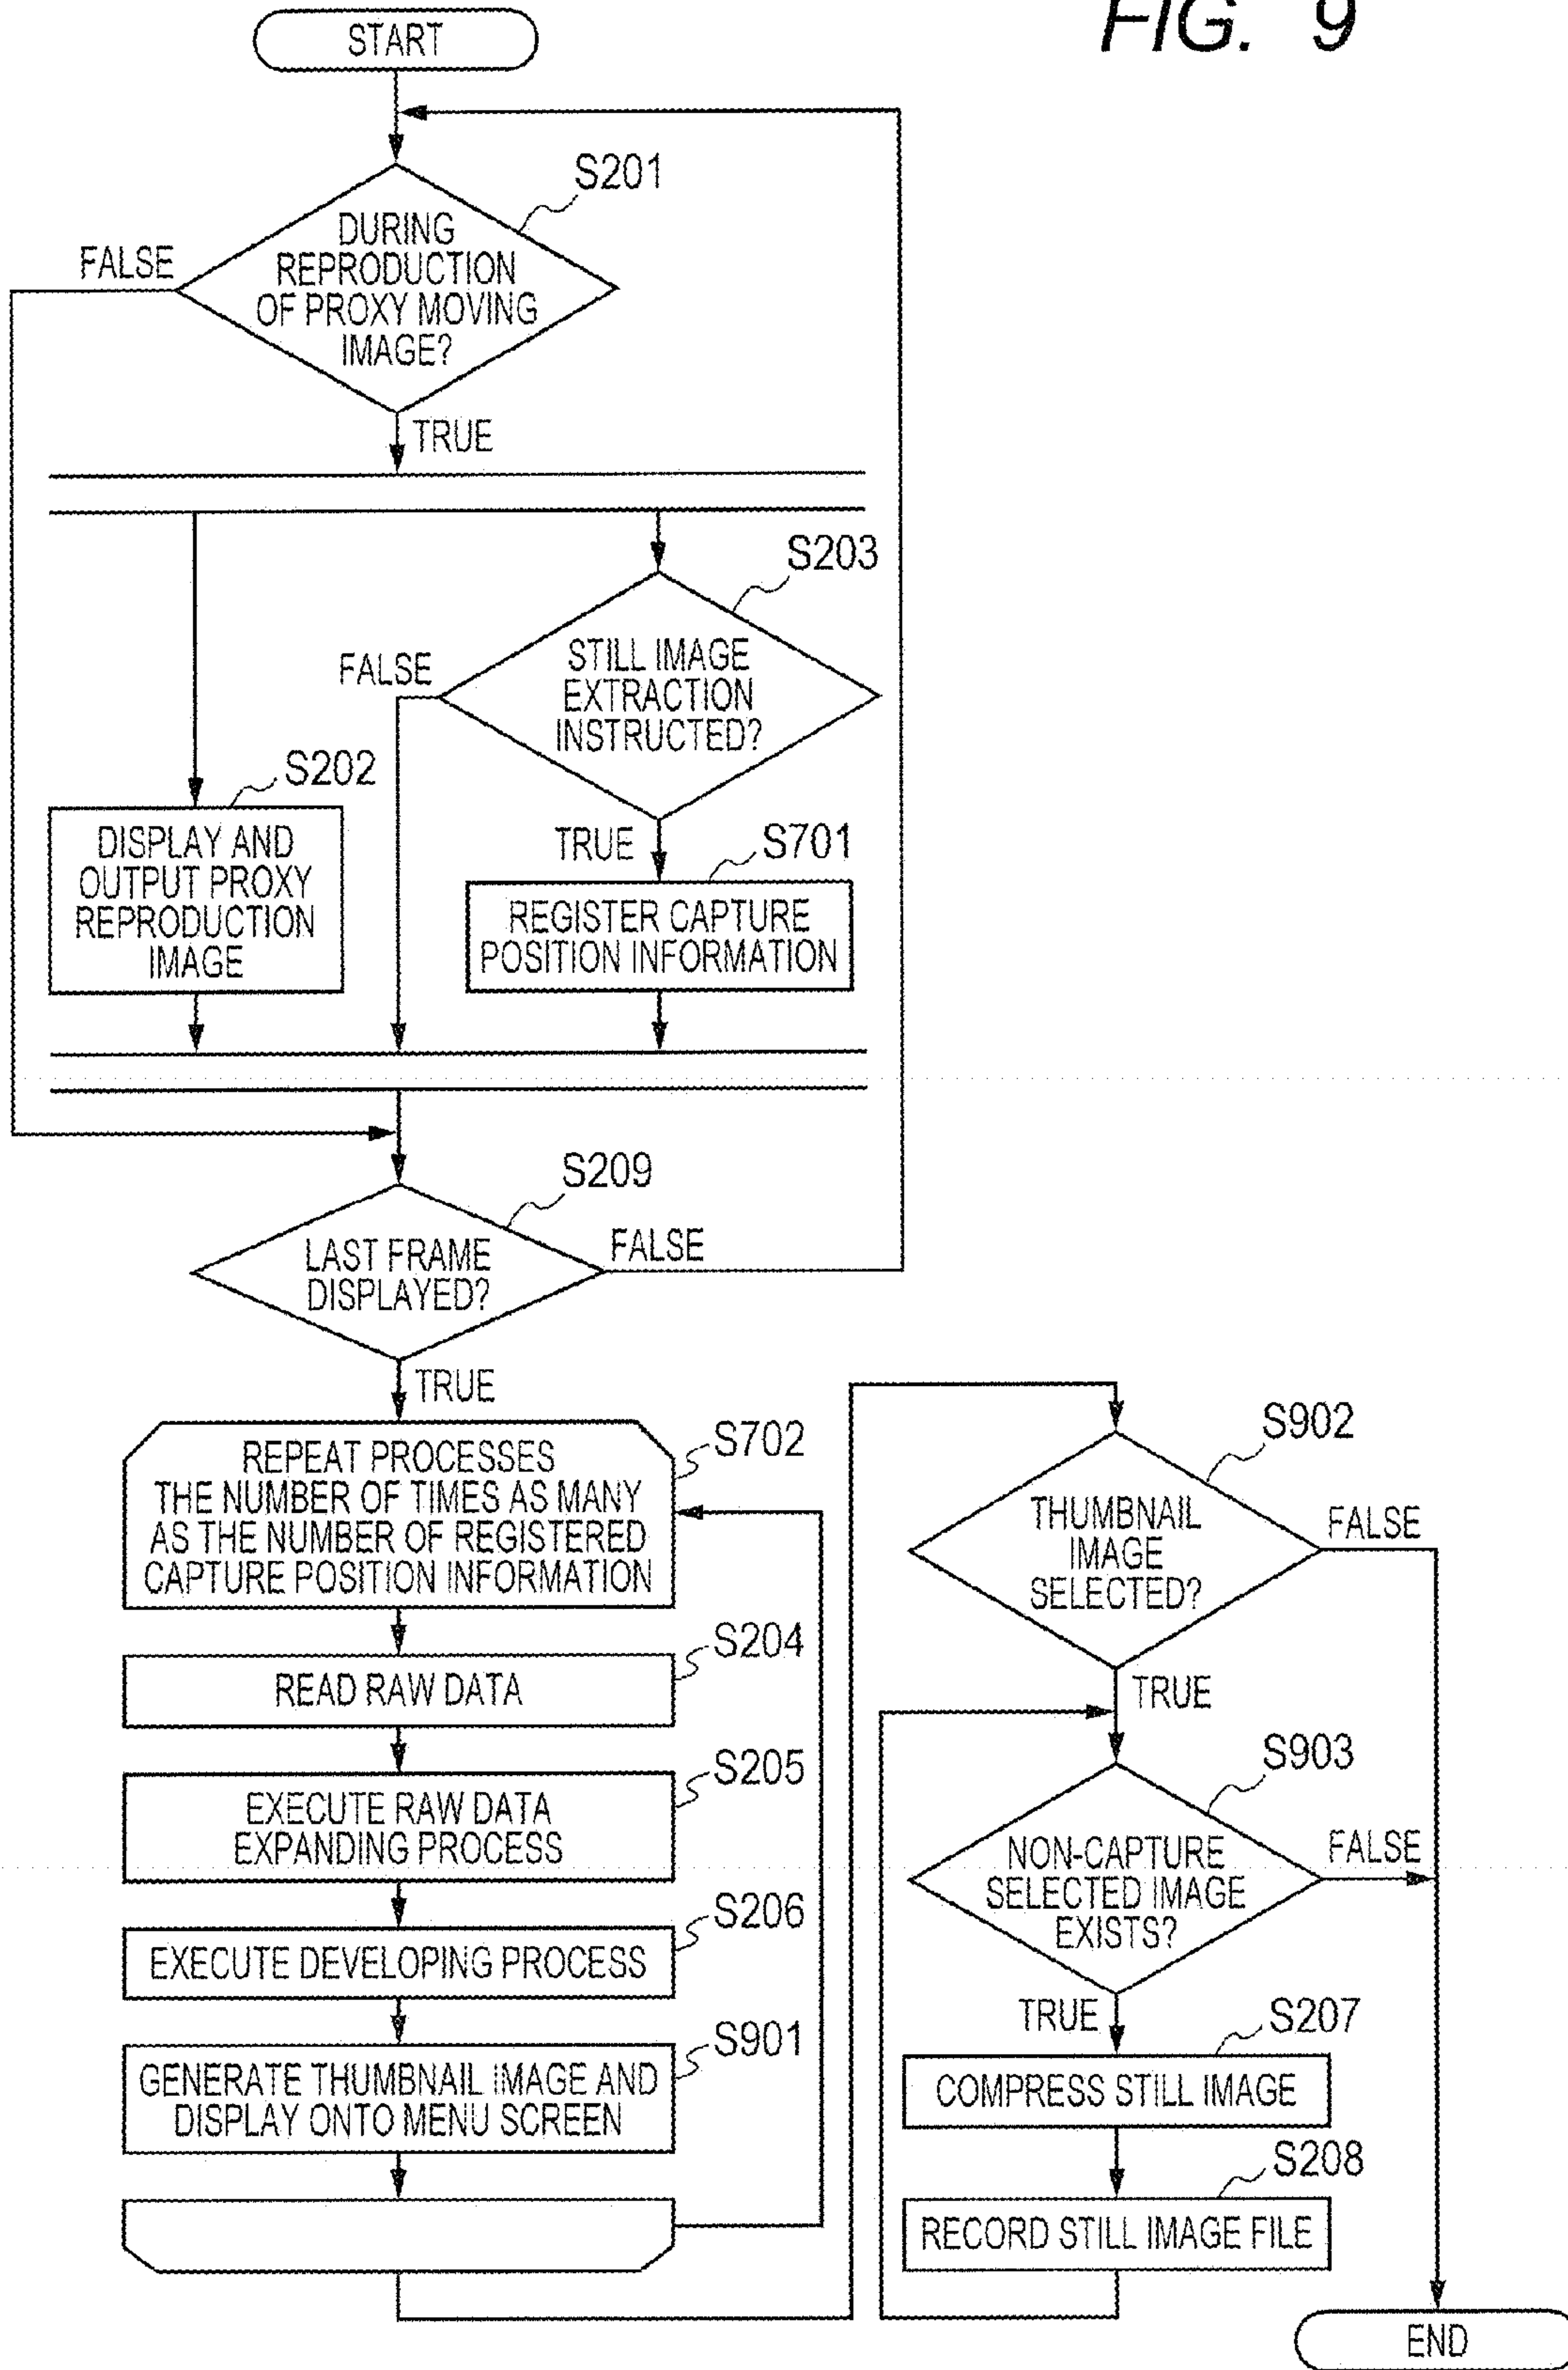 FIG. 9
START
S201
DURING
REPRODUCTION
OF PROXY MOVING
IMAGE?
FALSE
TRUE
S203
STILL IMAGE
EXTRACTION
INSTRUCTED?
FALSE
S202
DISPLAY AND
OUTPUT PROXY
REPRODUCTION
IMAGE
TRUE
S701
REGISTER CAPTURE
POSITION INFORMATION
S209
LAST FRAME
DISPLAYED?
FALSE
TRUE
S702
REPEAT PROCESSES
THE NUMBER OF TIMES AS MANY
AS THE NUMBER OF REGISTERED
CAPTURE POSITION INFORMATION
S204
READ RAW DATA
S205
EXECUTE RAW DATA
EXPANDING PROCESS
S206
EXECUTE DEVELOPING PROCESS
S901
GENERATE THUMBNAIL IMAGE AND
DISPLAY ONTO MENU SCREEN
S902
THUMBNAIL
IMAGE
SELECTED?
FALSE
TRUE
S903
NON-CAPTURE
SELECTED IMAGE
EXISTS?
FALSE
TRUE
S207
COMPRESS STILL IMAGE
S208
RECORD STILL IMAGE FILE
END